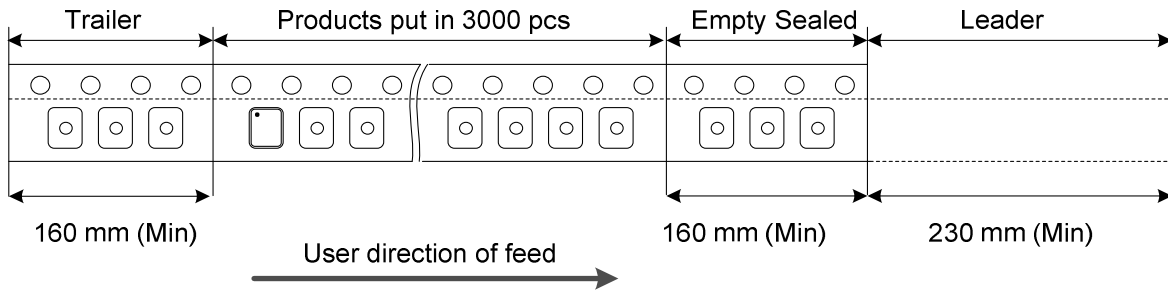 Trailer
Products put in 3000 pcs
Empty Sealed
Leader
160 mm (Min)
160 mm (Min)
230 mm (Min)
User direction of feed